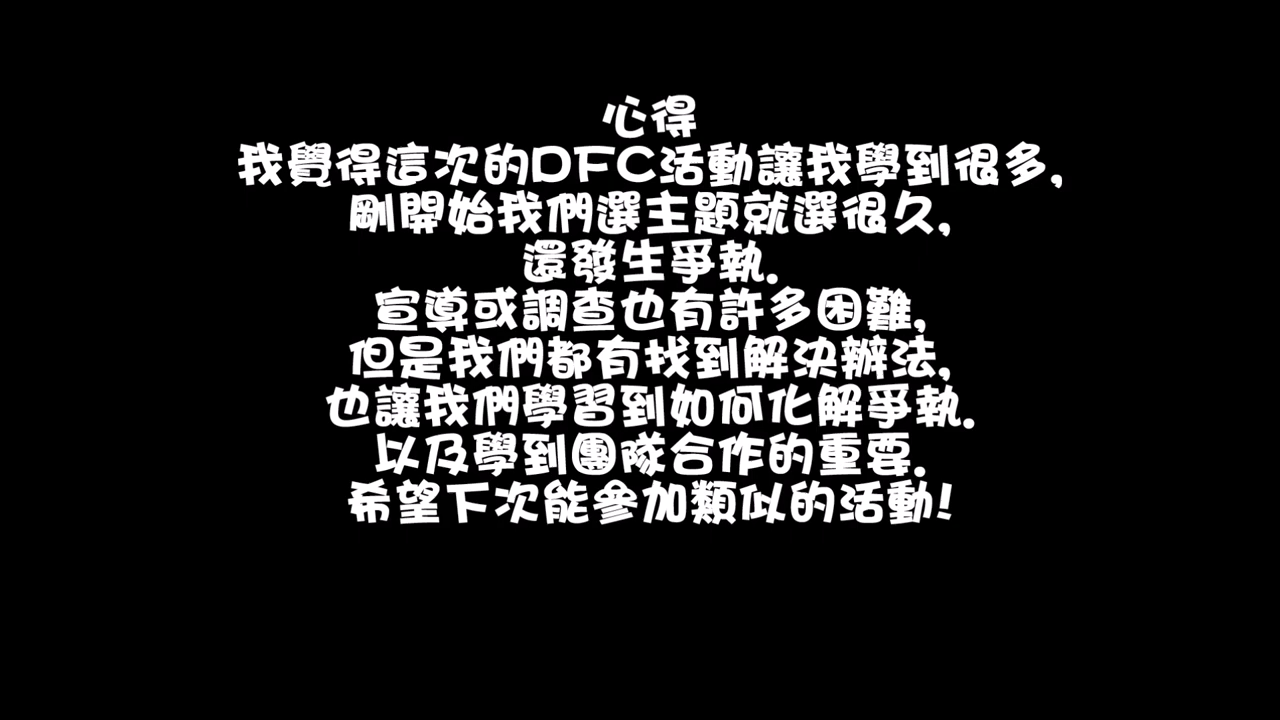 心得
我覺得這次的DFC活動讓我學到很多,
剛開始我們選主題就選很久,
還發生爭執.
宣導或調查也有許多困難,
但是我們都有找到解決辦法,
也讓我們學習到如何化解爭執.
以及學到團隊合作的重要.
希望下次能參加類似的活動!